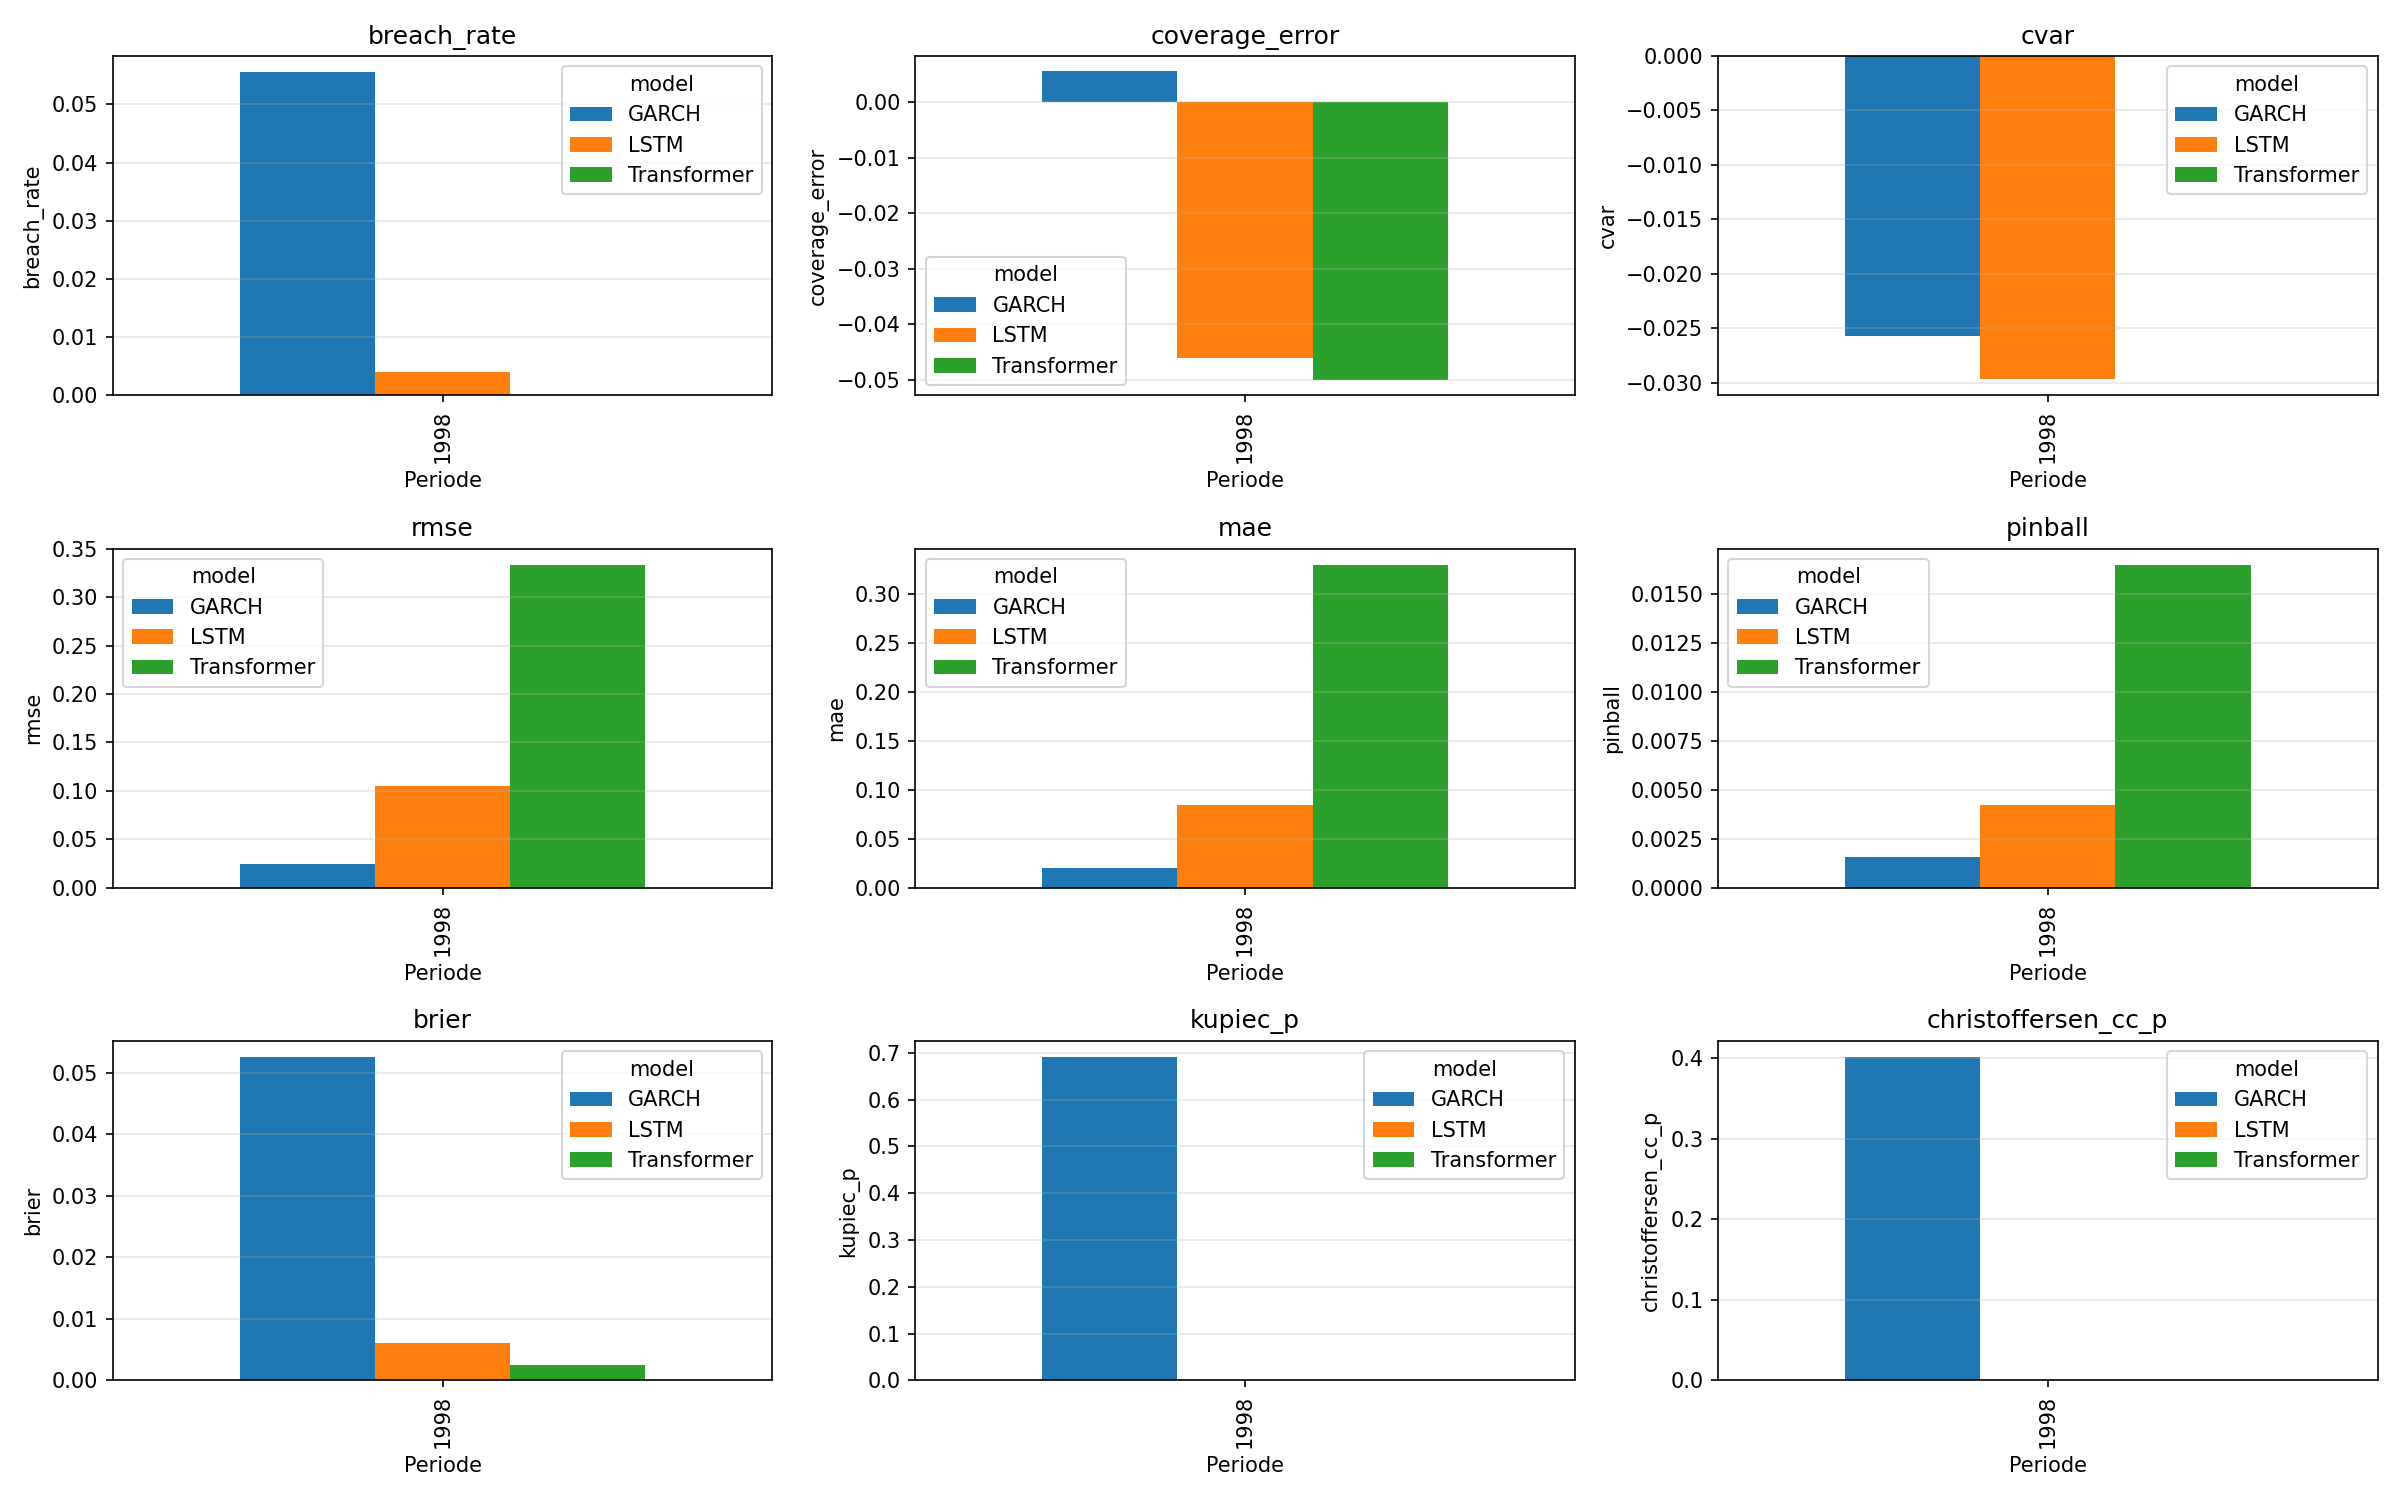 breach_rate
breach_rate
0.05
0.04
0.03
0.02
0.01
0.00
model
GARCH
LSTM
Transformer
1998
Periode
coverage_error
coverage_error
0.00
−0.01
−0.02
−0.03
−0.04
−0.05
model
GARCH
LSTM
Transformer
1998
Periode
cvar
cvar
0.000
−0.005
−0.010
−0.015
−0.020
−0.025
−0.030
model
GARCH
LSTM
Transformer
1998
Periode
rmse
rmse
0.35
0.30
0.25
0.20
0.15
0.10
0.05
0.00
model
GARCH
LSTM
Transformer
1998
Periode
mae
mae
0.30
0.25
0.20
0.15
0.10
0.05
0.00
model
GARCH
LSTM
Transformer
1998
Periode
pinball
pinball
0.0150
0.0125
0.0100
0.0075
0.0050
0.0025
0.0000
model
GARCH
LSTM
Transformer
1998
Periode
brier
brier
0.05
0.04
0.03
0.02
0.01
0.00
model
GARCH
LSTM
Transformer
1998
Periode
kupiec_p
kupiec_p
0.7
0.6
0.5
0.4
0.3
0.2
0.1
0.0
model
GARCH
LSTM
Transformer
1998
Periode
christoffersen_cc_p
christoffersen_cc_p
0.4
0.3
0.2
0.1
0.0
model
GARCH
LSTM
Transformer
1998
Periode